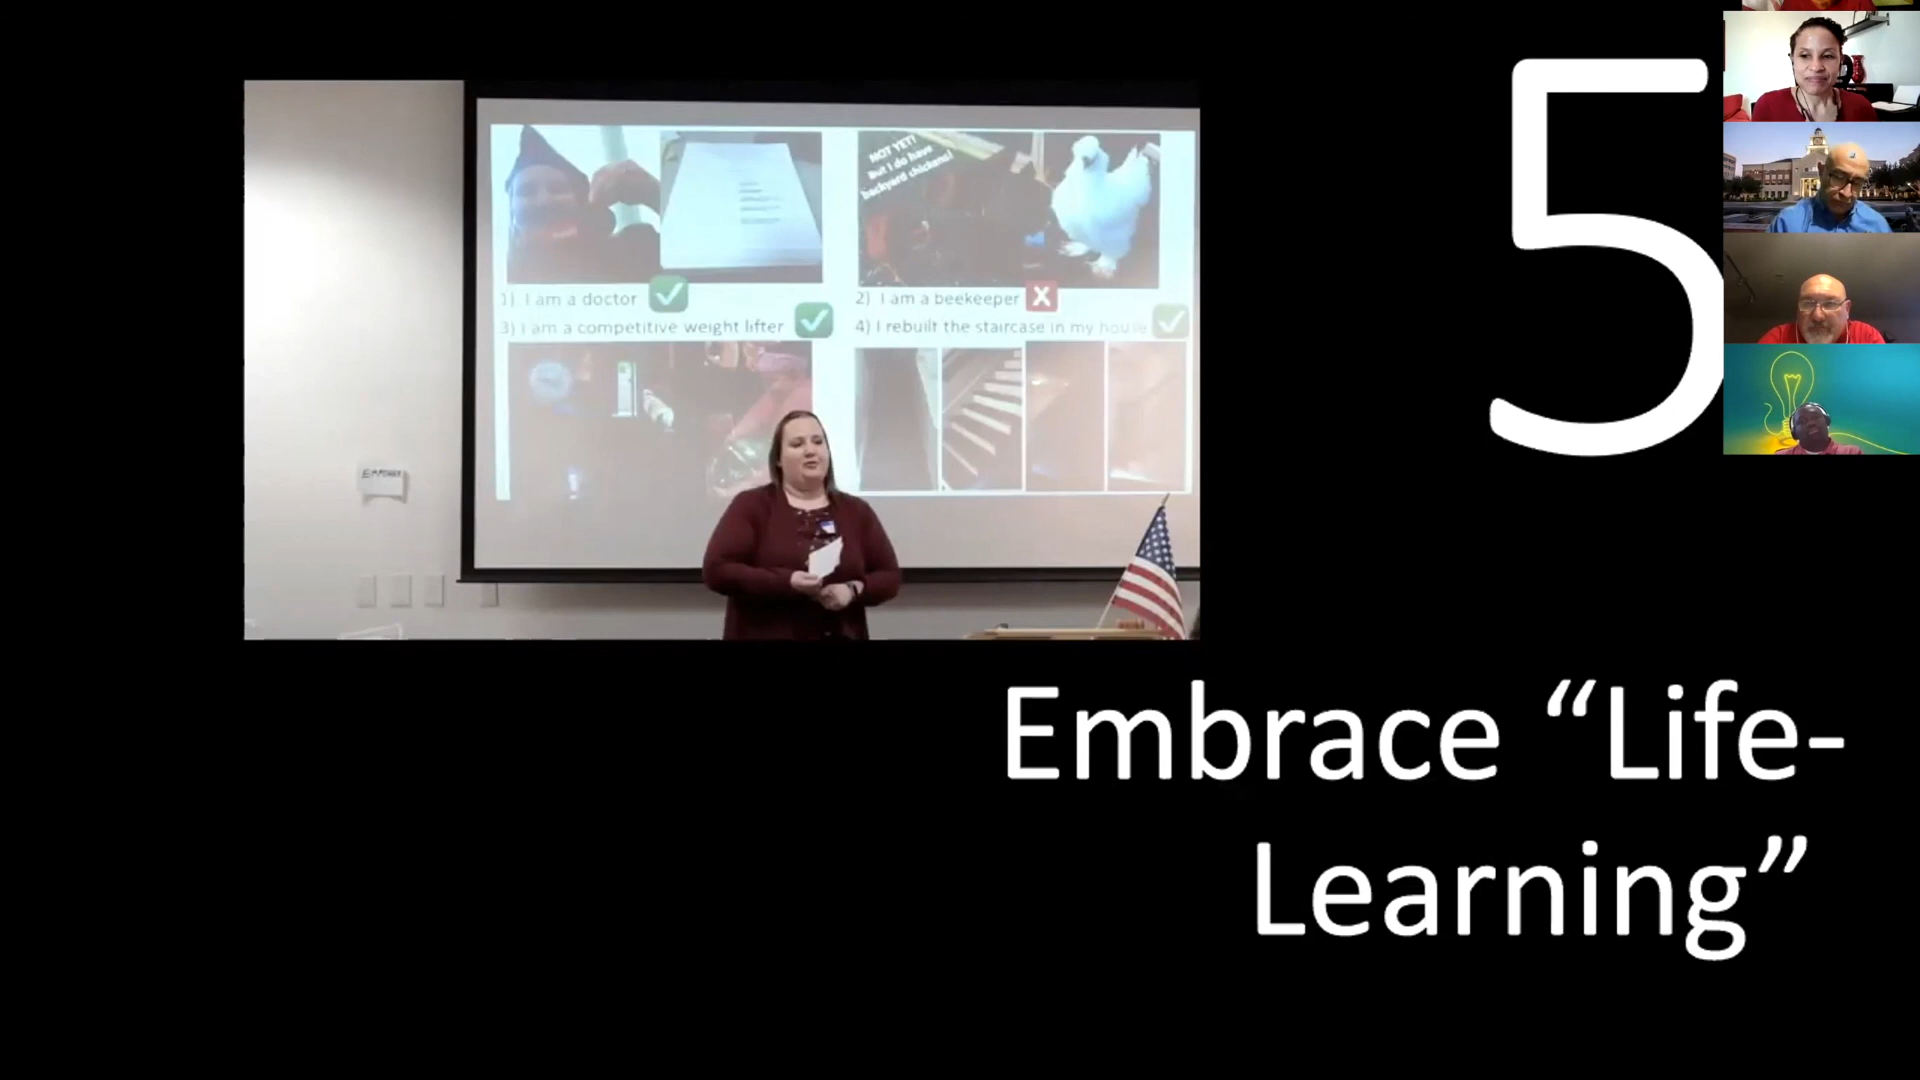 5
NOT YET!
But I do have
backyard chickens!
1) I am a doctor
2) I am a beekeeper
3) I am a competitive weight lifter
4) I rebuilt the staircase in my house
EMPOWER
Embrace “Life-
Learning”